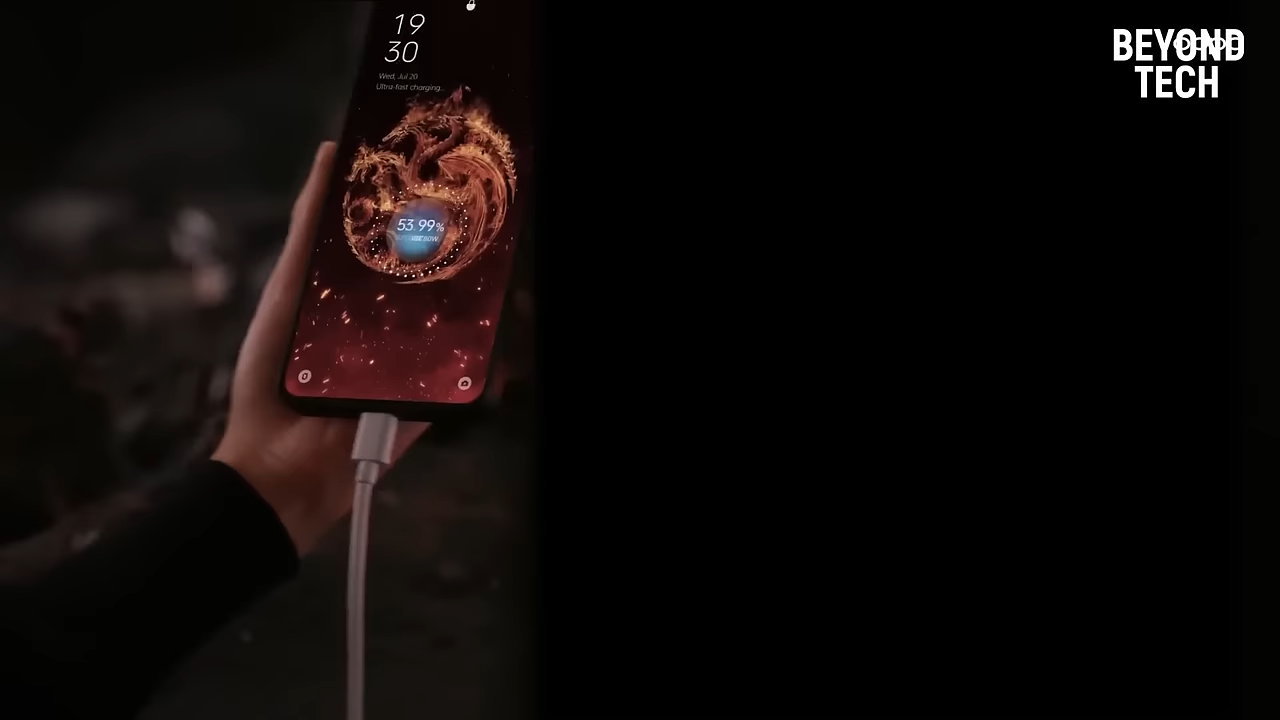 19
30
Wed, Jul 20
Ultra-fast charging...
53.99%
BEYOND
TECH